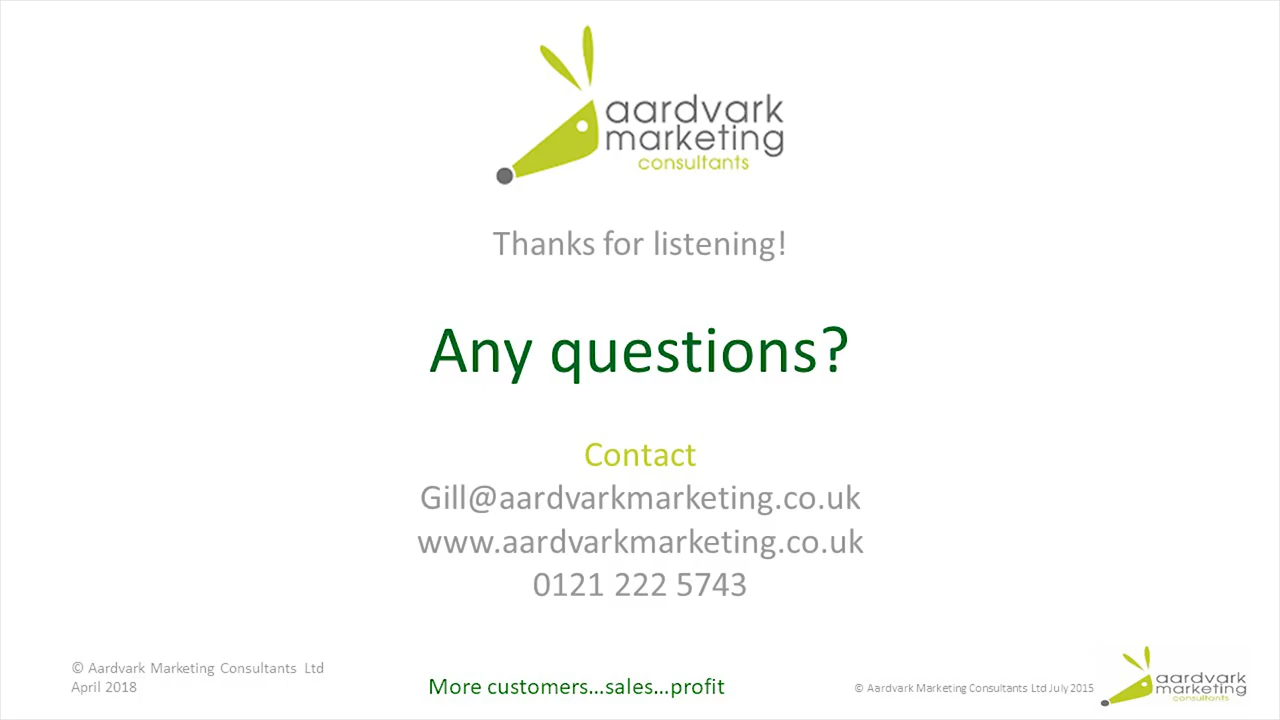 aardvark
marketing
consultants
Thanks for listening!
Any questions?
Contact
Gill@aardvarkmarketing.co.uk
www.aardvarkmarketing.co.uk
0121 222 5743
© Aardvark Marketing Consultants Ltd
April 2018
More customers...sales...profit
© Aardvark Marketing Consultants Ltd July 2015
aardvark
marketing
consultants